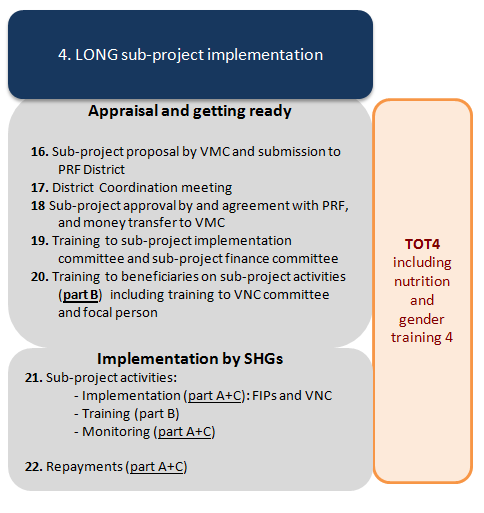 4. LONG sub-project implementation
Appraisal and getting ready
16. Sub-project proposal by VMC and submission to
PRF District
17. District Coordination meeting
18 Sub-project approval by and agreement with PRF,
and money transfer to VMC
19. Training to sub-project implementation
committee and sub-project finance committee
20. Training to beneficiaries on sub-project activities
(part B) including training to VNC committee
and focal person
Implementation by SHGs
21. Sub-project activities:
- Implementation (part A+C): FIPs and VNC
- Training (part B)
- Monitoring (part A+C)
22. Repayments (part A+C)
TOT4
including
nutrition
and
gender
training 4